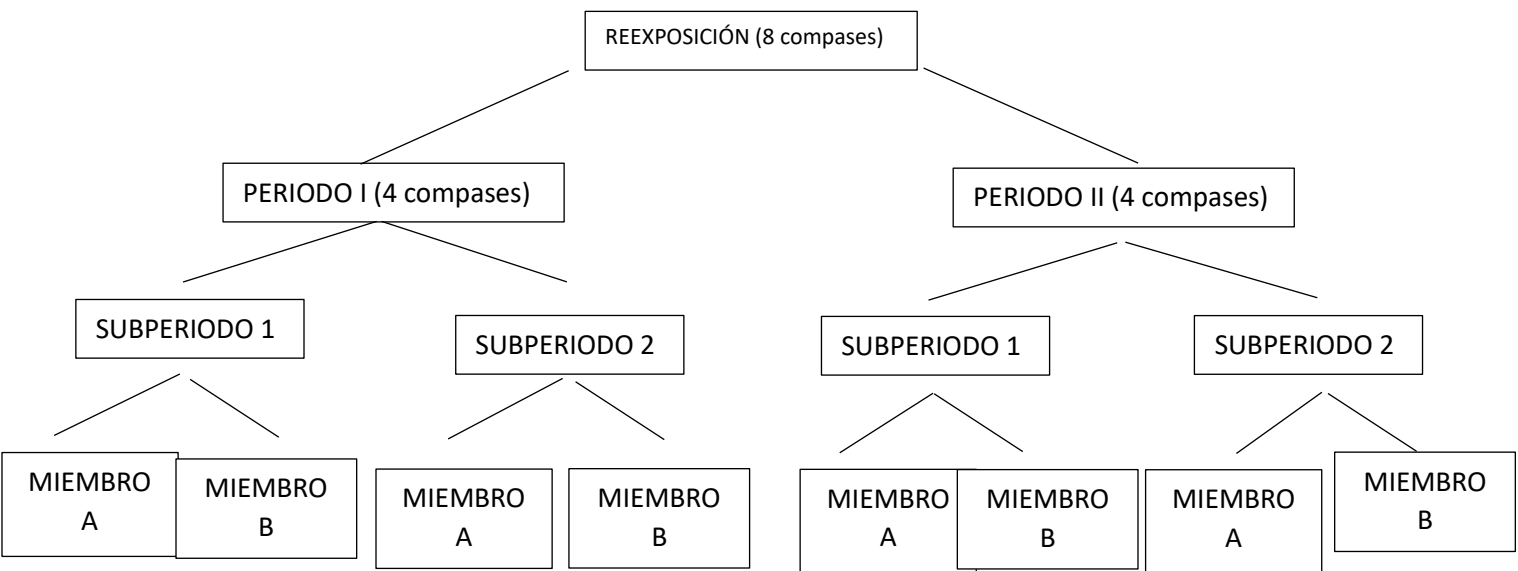 REEXPOSICIÓN (8 compases)
PERIODO I (4 compases)
PERIODO II (4 compases)
SUBPERIODO 1
SUBPERIODO 2
SUBPERIODO 1
SUBPERIODO 2
MIEMBRO
A
MIEMBRO
B
MIEMBRO
A
MIEMBRO
B
MIEMBRO
A
MIEMBRO
B
MIEMBRO
A
MIEMBRO
B